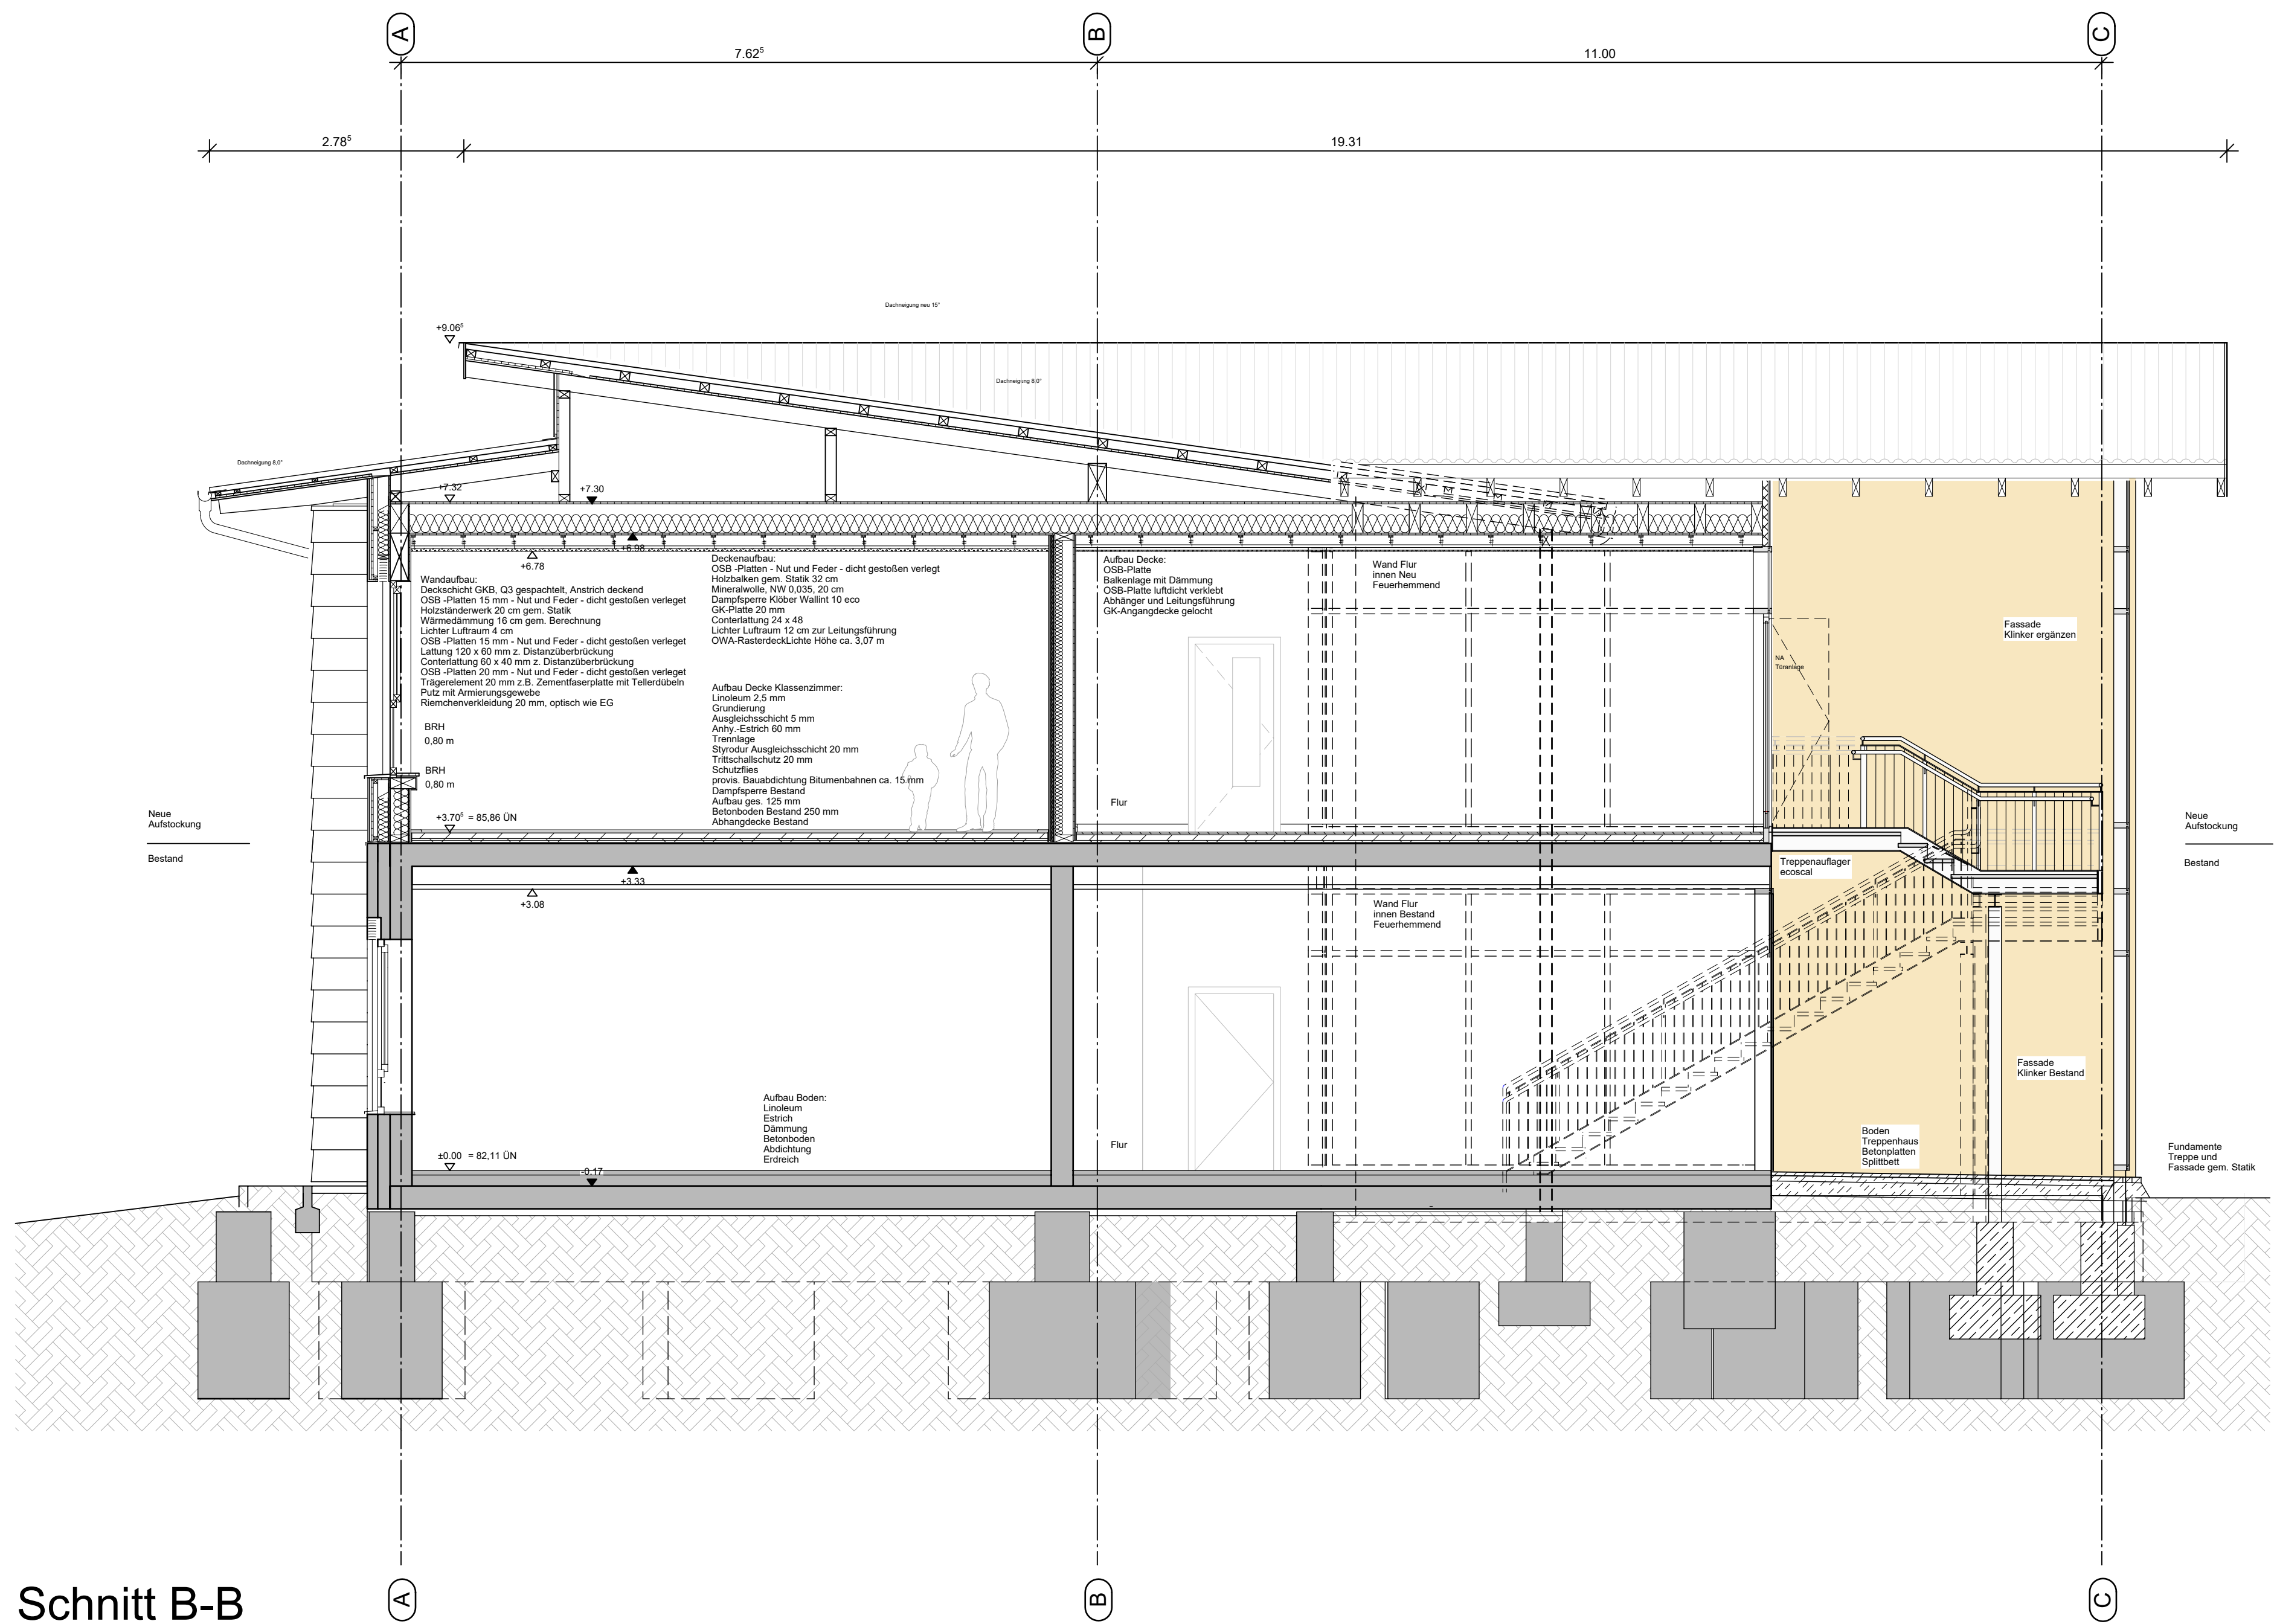 A
B
C
7.62⁵
11.00
2.78⁵
19.31
Dachneigung neu 15°
+9.06⁵
Dachneigung 8,0°
Dachneigung 8,0°
+7.32
+7.30
+6.98
+6.78
Wandaufbau:
Deckschicht GKB, Q3 gespachtelt, Anstrich deckend
OSB -Platten 15 mm - Nut und Feder - dicht gestoßen verleget
Holzständerwerk 20 cm gem. Statik
Wärmedämmung 16 cm gem. Berechnung
Lichter Luftraum 4 cm
OSB -Platten 15 mm - Nut und Feder - dicht gestoßen verleget
Lattung 120 x 60 mm z. Distanzüberbrückung
Conterlattung 60 x 40 mm z. Distanzüberbrückung
OSB -Platten 20 mm - Nut und Feder - dicht gestoßen verleget
Trägerelement 20 mm z.B. Zementfaserplatte mit Tellerdübeln
Putz mit Armierungsgewebe
Riemchenverkleidung 20 mm, optisch wie EG
BRH
0,80 m
BRH
0,80 m
+3.70⁵ = 85,86 ÜN
Deckenaufbau:
OSB -Platten - Nut und Feder - dicht gestoßen verlegt
Holzbalken gem. Statik 32 cm
Mineralwolle, NW 0,035, 20 cm
Dampfsperre Klöber Wallint 10 eco
GK-Platte 20 mm
Conterlattung 24 x 48
Lichter Luftraum 12 cm zur Leitungsführung
OWA-RasterdeckLichte Höhe ca. 3,07 m
Aufbau Decke Klassenzimmer:
Linoleum 2,5 mm
Grundierung
Ausgleichsschicht 5 mm
Anhy.-Estrich 60 mm
Trennlage
Styrodur Ausgleichsschicht 20 mm
Trittschallschutz 20 mm
Schutzflies
provis. Bauabdichtung Bitumenbahnen ca. 15 mm
Dampfsperre Bestand
Aufbau ges. 125 mm
Betonboden Bestand 250 mm
Abhangdecke Bestand
Aufbau Decke:
OSB-Platte
Balkenlage mit Dämmung
OSB-Platte luftdicht verklebt
Abhänger und Leitungsführung
GK-Angangdecke gelocht
Wand Flur
innen Neu
Feuerhemmend
Flur
NA
Türanlage
Fassade
Klinker ergänzen
Neue
Aufstockung
Bestand
Neue
Aufstockung
Bestand
Treppenauflager
ecoscal
+3.33
+3.08
Wand Flur
innen Bestand
Feuerhemmend
Fassade
Klinker Bestand
Aufbau Boden:
Linoleum
Estrich
Dämmung
Betonboden
Abdichtung
Erdreich
Flur
Boden
Treppenhaus
Betonplatten
Splittbett
Fundamente
Treppe und
Fassade gem. Statik
±0.00 = 82,11 ÜN
-0.17
A
B
C
Schnitt B-B